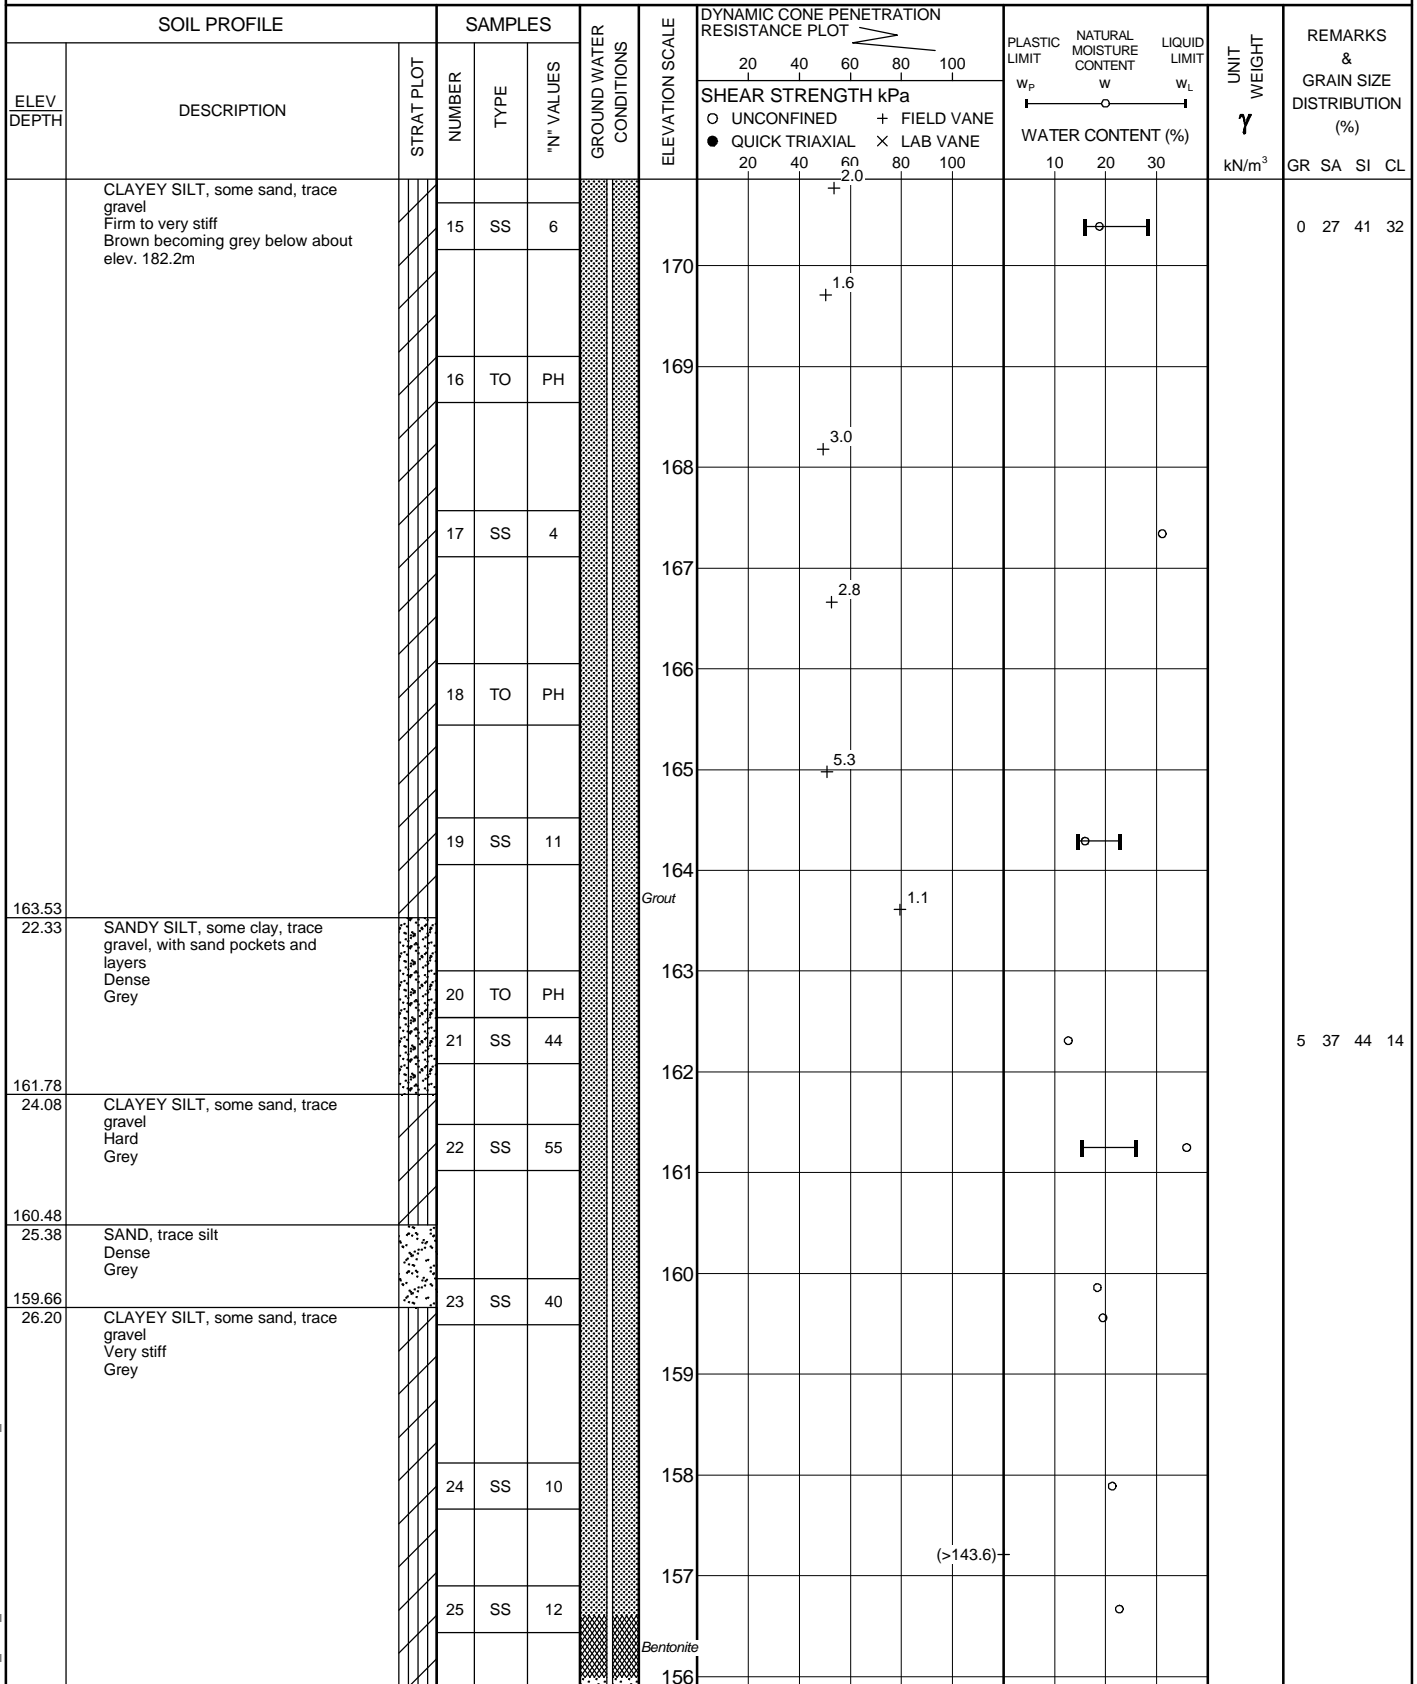 SOIL PROFILE
SAMPLES
GROUND WATER
CONDITIONS
ELEVATION SCALE
DYNAMIC CONE PENETRATION
RESISTANCE PLOT
20 40 60 80 100
SHEAR STRENGTH kPa
UNCONFINED + FIELD VANE
QUICK TRIAXIAL × LAB VANE
20 40 60 80 100
PLASTIC
LIMIT
NATURAL
MOISTURE
CONTENT
LIQUID
LIMIT
WP W WL
WATER CONTENT (%)
10 20 30
UNIT
WEIGHT
γ
kN/m³
REMARKS
&
GRAIN SIZE
DISTRIBUTION
(%)
GR SA SI CL
ELEV
DEPTH
DESCRIPTION
STRAT PLOT
NUMBER
TYPE
"N" VALUES
CLAYEY SILT, some sand, trace
gravel
Firm to very stiff
Brown becoming grey below about
elev. 182.2m
2.0
15 SS 6
0 27 41 32
170
1.6
169
16 TO PH
3.0
168
17 SS 4
167
2.8
166
18 TO PH
5.3
165
19 SS 11
164
Grout
1.1
163.53
22.33
SANDY SILT, some clay, trace
gravel, with sand pockets and
layers
Dense
Grey
163
20 TO PH
21 SS 44
5 37 44 14
162
161.78
24.08
CLAYEY SILT, some sand, trace
gravel
Hard
Grey
22 SS 55
161
160.48
25.38
SAND, trace silt
Dense
Grey
160
23 SS 40
159.66
26.20
CLAYEY SILT, some sand, trace
gravel
Very stiff
Grey
159
158
24 SS 10
(>143.6)
157
25 SS 12
Bentonite
156